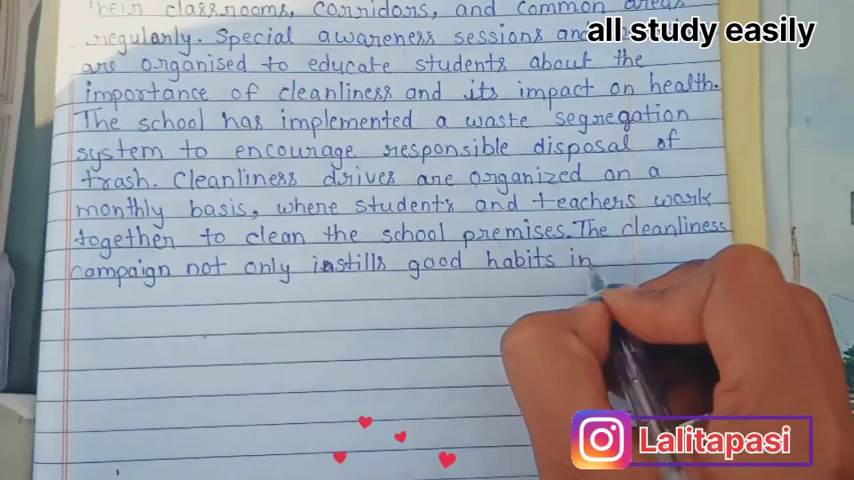 their classrooms, corridors, and common areas
all study easily
regularly. Special awareness sessions and
are organised to educate students about the
importance of cleanliness and its impact on health.
The school has implemented a waste segregation
system to encourage responsible disposal of
trash. Cleanliness drives are organized on a
monthly basis, where students and teachers work
together to clean the school premises. The cleanliness
campaign not only instills good habits in
Lalitapasi